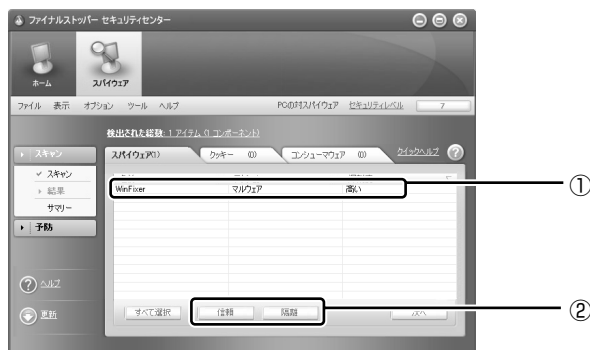 ファイナルストッパー セキュリティセンター
ホーム
スパイウェア
ファイル 表示 オプション ツール ヘルプ
PCの対スパイウェア セキュリティレベル 7
検出された総数: 1 アイテム (1 コンポーネント)
スキャン
スパイウェア(1)
クッキー (0)
コンシューマウェア (0)
クイックヘルプ
スキャン
結果
サマリー
予防
WinFixer マルウェア 高い
①
ヘルプ
更新
すべて選択
信頼
隔離
次へ
②